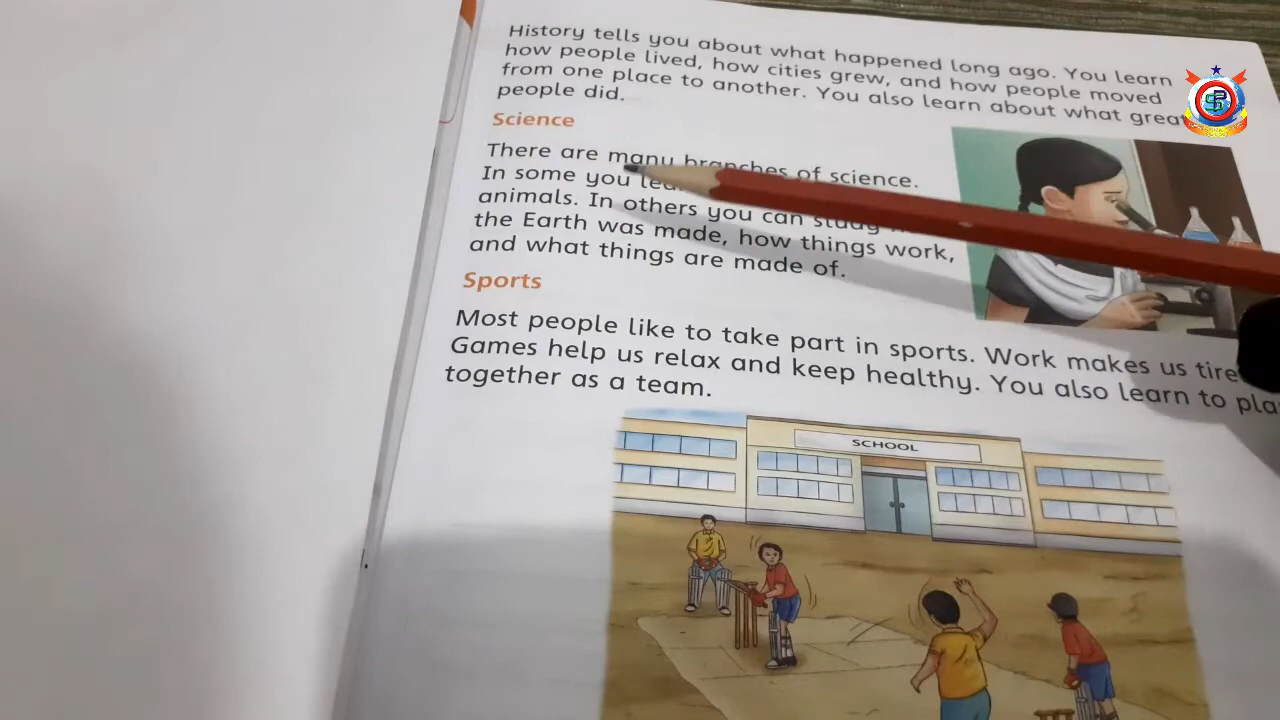 History tells you about what happened long ago. You learn
how people lived, how cities grew, and how people moved
from one place to another. You also learn about what great
people did.
Science
There are many branches of science.
In some you
animals. In others you can study
the Earth was made, how things work,
and what things are made of.
Sports
Most people like to take part in sports. Work makes us
Games help us relax and keep healthy. You also learn to
together as a team.
SCHOOL